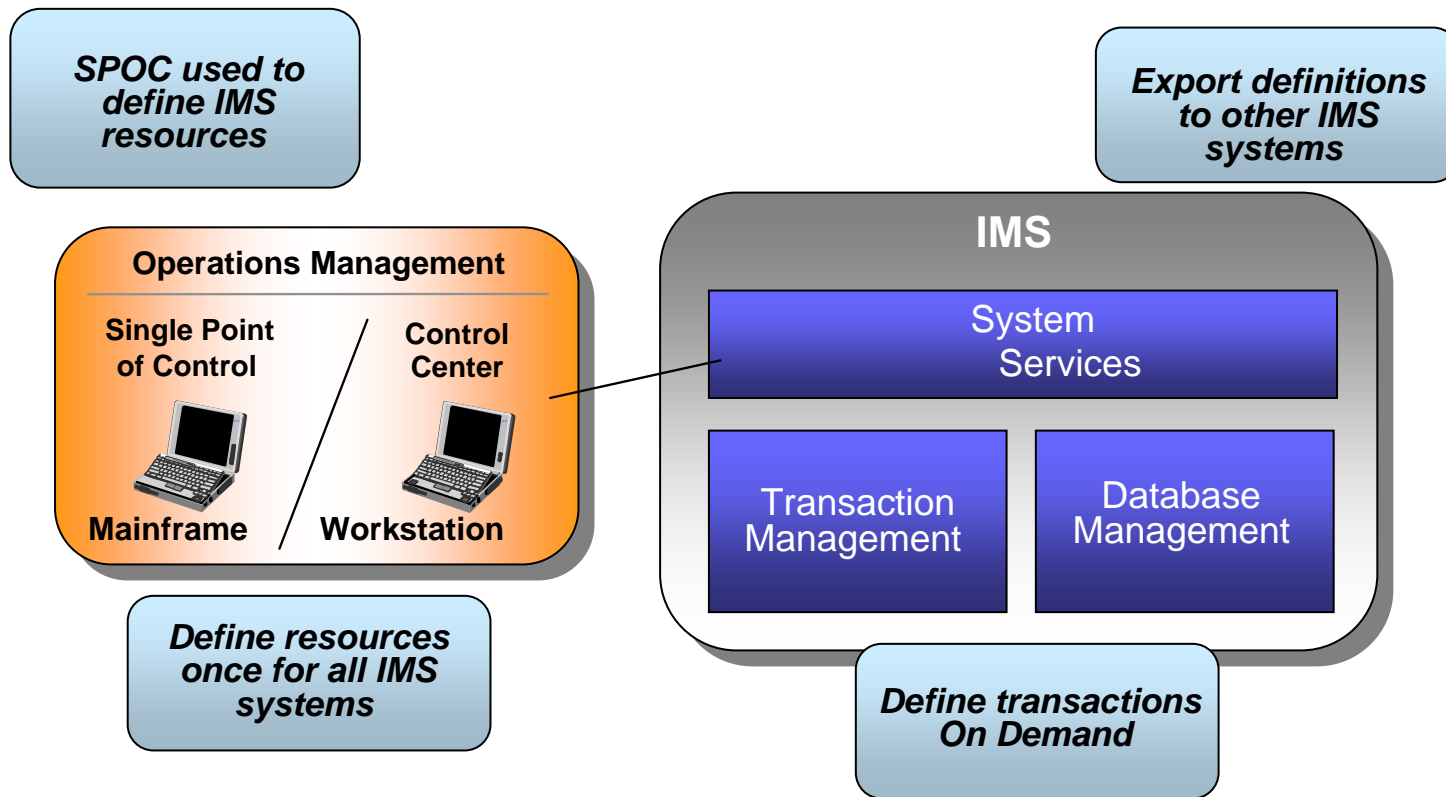 SPOC used to
define IMS
resources
Export definitions
to other IMS
systems
Operations Management
Single Point
of Control
Control
Center
Mainframe
Workstation
IMS
System
Services
Transaction
Management
Database
Management
Define resources
once for all IMS
systems
Define transactions
On Demand